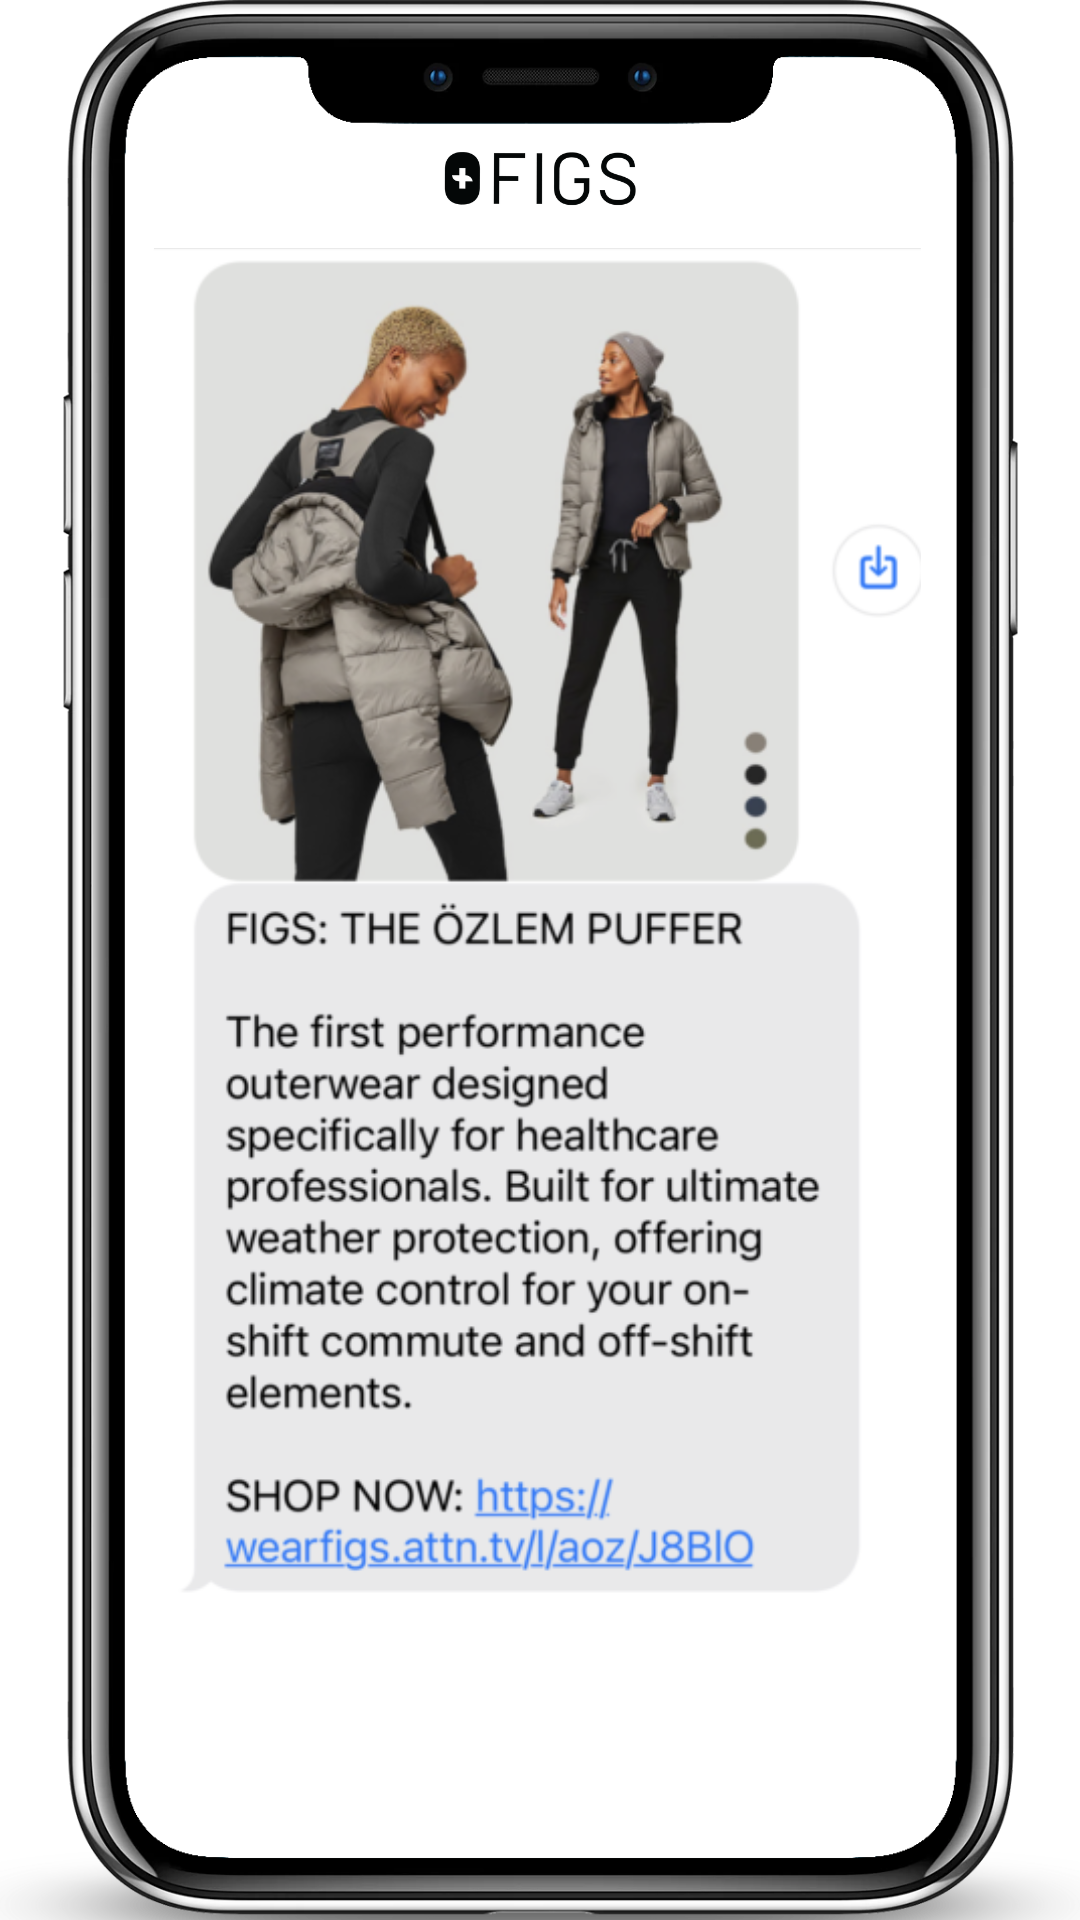 FIGS
FIGS: THE ÖZLEM PUFFER
The first performance
outerwear designed
specifically for healthcare
professionals. Built for ultimate
weather protection, offering
climate control for your on-
shift commute and off-shift
elements.
SHOP NOW: https://
wearfigs.attn.tv/l/aoz/J8BlO